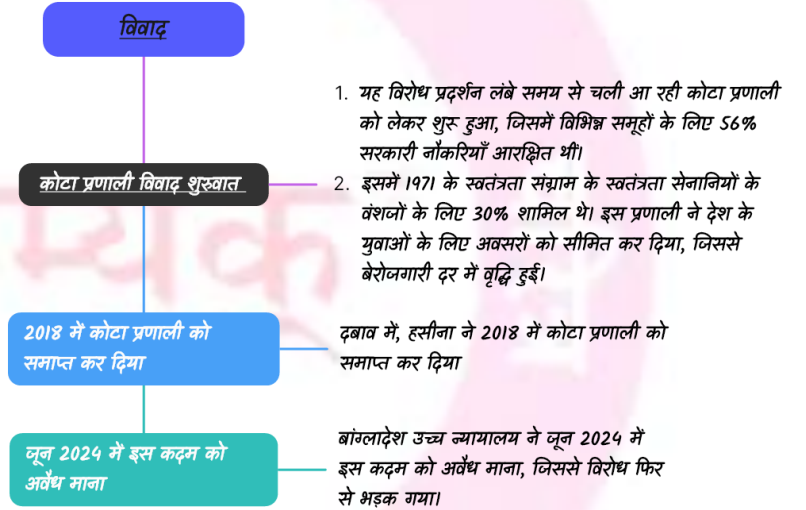 विवाद
कोटा प्रणाली विवाद शुरुवात
1. यह विरोध प्रदर्शन लंबे समय से चली आ रही कोटा प्रणाली
को लेकर शुरू हुआ, जिसमें विभिन्न समूहों के लिए 56%
सरकारी नौकरियाँ आरक्षित थीं।
2. इसमें 1971 के स्वतंत्रता संग्राम के स्वतंत्रता सेनानियों के
वंशजों के लिए 30% शामिल थे। इस प्रणाली ने देश के
युवाओं के लिए अवसरों को सीमित कर दिया, जिससे
बेरोजगारी दर में वृद्धि हुई।
2018 में कोटा प्रणाली को
समाप्त कर दिया
दबाव में, हसीना ने 2018 में कोटा प्रणाली को
समाप्त कर दिया
जून 2024 में इस कदम को
अवैध माना
बांग्लादेश उच्च न्यायालय ने जून 2024 में
इस कदम को अवैध माना, जिससे विरोध फिर
से भड़क गया।